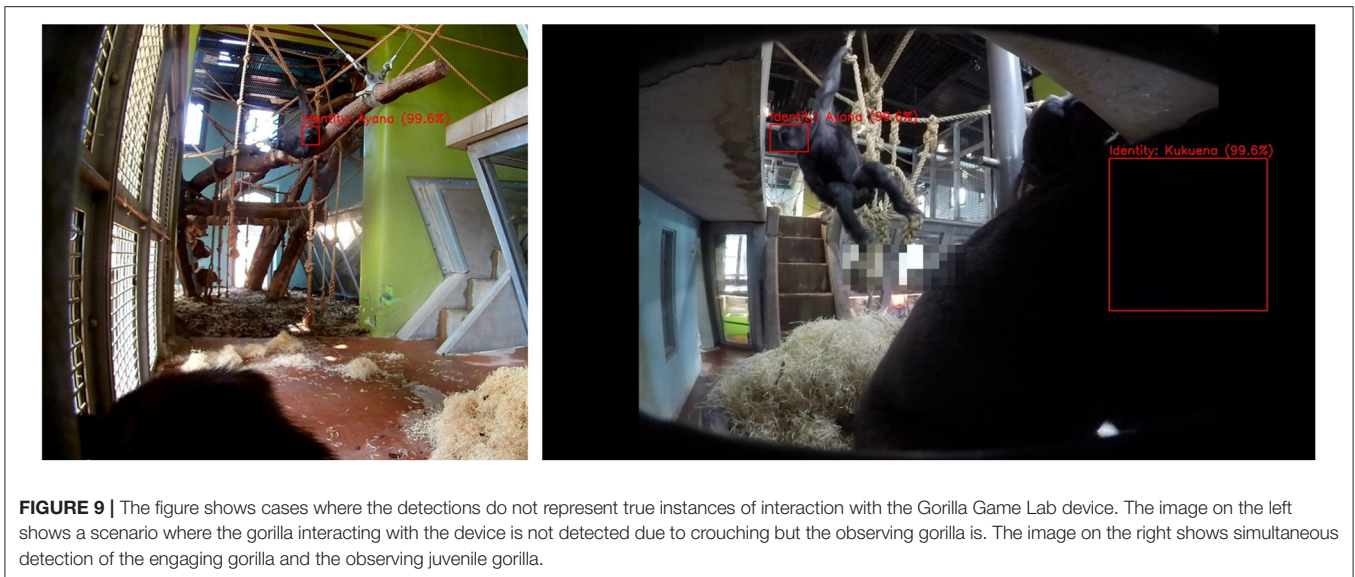 Identity: Ayana (99.6%)
Identity: Ayana (99.6%)
Identity: Kukuena (99.6%)
FIGURE 9 | The figure shows cases where the detections do not represent true instances of interaction with the Gorilla Game Lab device. The image on the left
shows a scenario where the gorilla interacting with the device is not detected due to crouching but the observing gorilla is. The image on the right shows simultaneous
detection of the engaging gorilla and the observing juvenile gorilla.